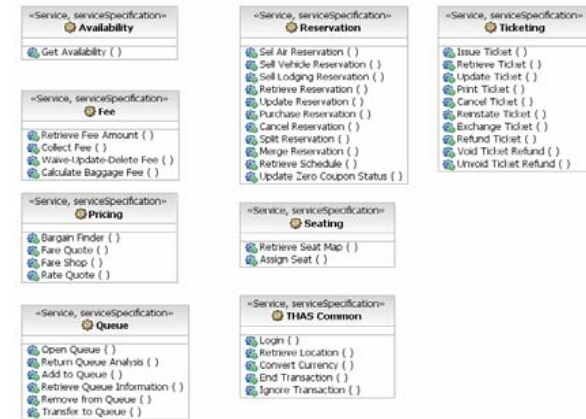 «Service, serviceSpecification»
Availability
Get Availability ( )
«Service, serviceSpecification»
Fee
Retrieve Fee Amount ( )
Collect Fee ( )
Waive-Update-Delete Fee ( )
Calculate Baggage Fee ( )
«Service, serviceSpecification»
Pricing
Bargain Finder ( )
Fare Quote ( )
Fare Shop ( )
Rate Quote ( )
«Service, serviceSpecification»
Queue
Open Queue ( )
Return Queue Analysis ( )
Add to Queue ( )
Retrieve Queue Information ( )
Remove from Queue ( )
Transfer to Queue ( )
«Service, serviceSpecification»
Reservation
Sel Air Reservation ( )
Sell Vehicle Reservation ( )
Sell Lodging Reservation ( )
Retrieve Reservation ( )
Update Reservation ( )
Purchase Reservation ( )
Cancel Reservation ( )
Split Reservation ( )
Merge Reservation ( )
Retrieve Schedule ( )
Update Zero Coupon Status ( )
«Service, serviceSpecification»
Seating
Retrieve Seat Map ( )
Assign Seat ( )
«Service, serviceSpecification»
THAS Common
Login ( )
Retrieve Location ( )
Convert Currency ( )
End Transaction ( )
Ignore Transaction ( )
«Service, serviceSpecification»
Ticketing
Issue Ticket ( )
Retrieve Ticket ( )
Update Ticket ( )
Print Ticket ( )
Cancel Ticket ( )
Reinstate Ticket ( )
Exchange Ticket ( )
Refund Ticket ( )
Void Ticket Refund ( )
Unvoid Ticket Refund ( )